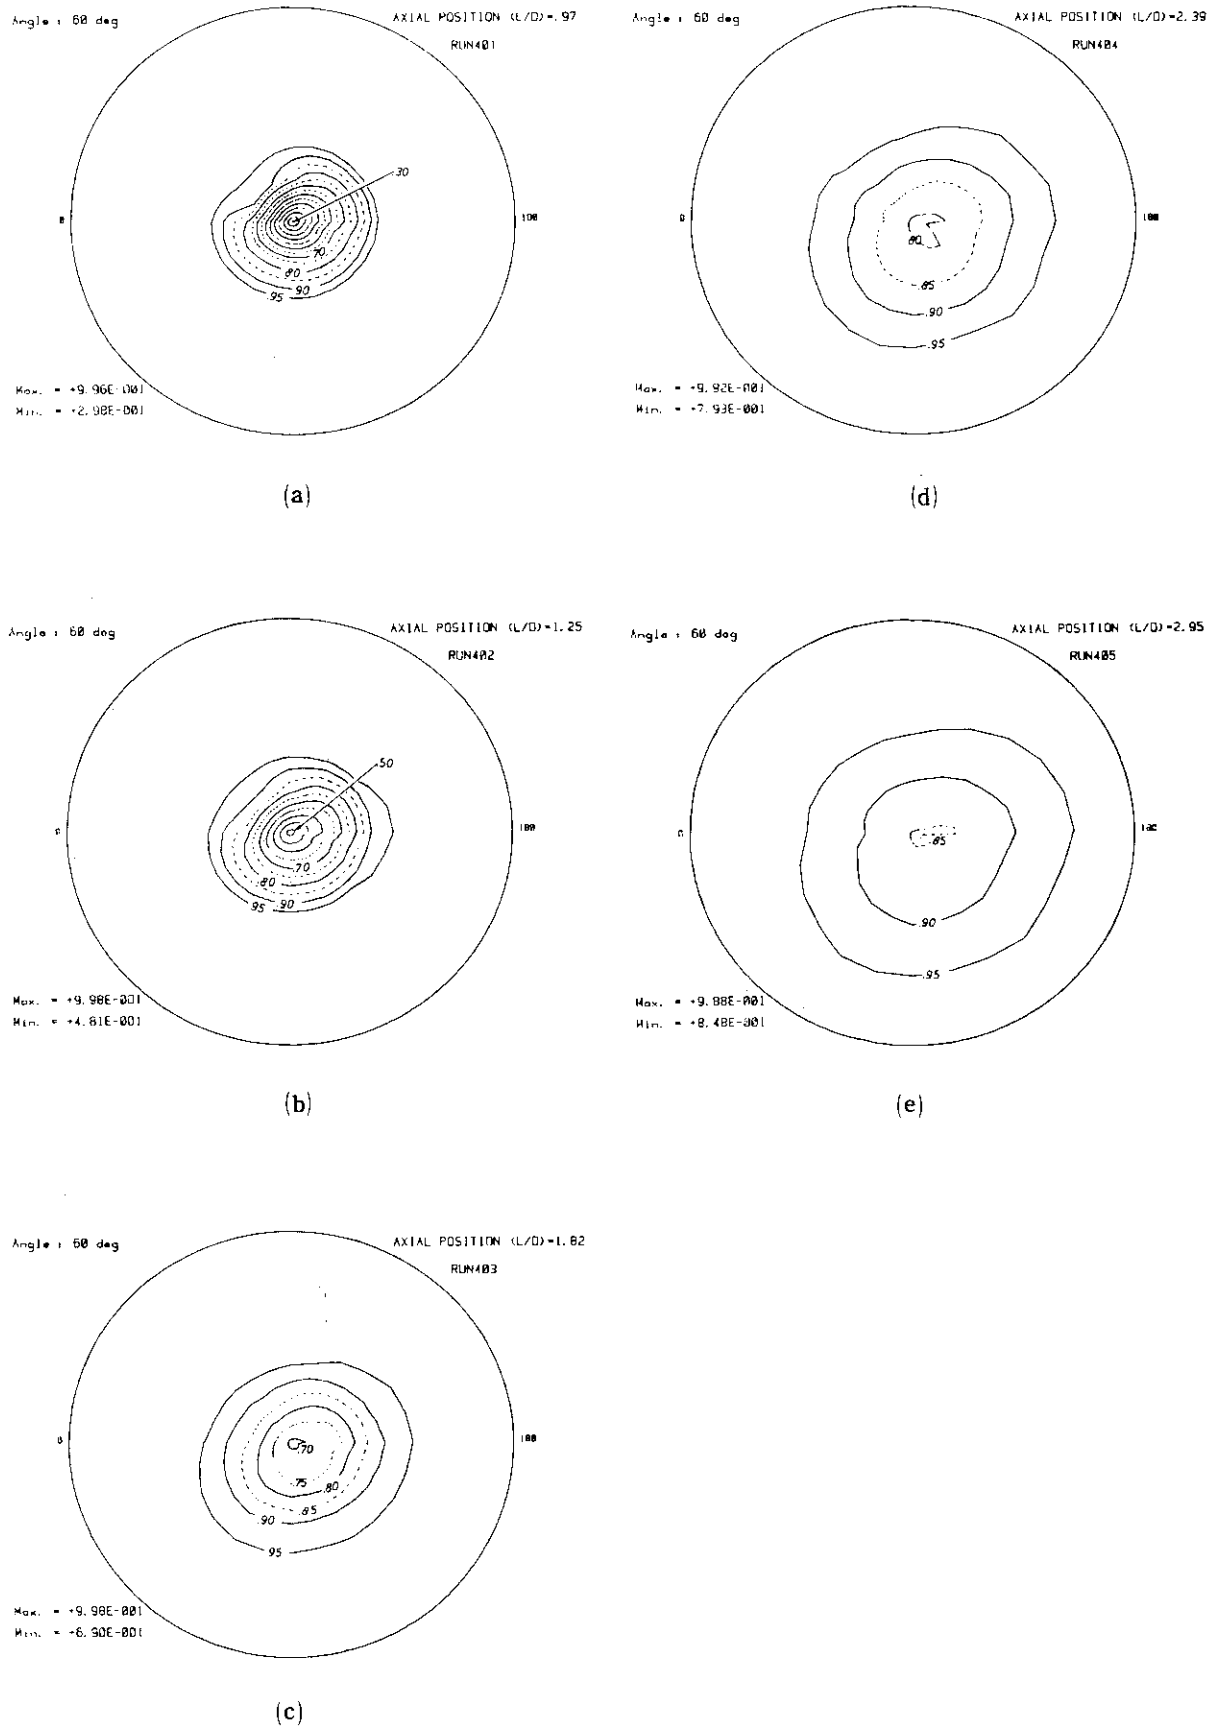 Angle : 60 deg
AXIAL POSITION (L/D)=.97
RUN401
.30
0
180
.70
.80
.90
.95
Max. = +9.96E-001
Min. = +2.98E-001
(a)
Angle : 60 deg
AXIAL POSITION (L/D)=2.39
RUN404
0
180
.80
.85
.90
.95
Max. = +9.92E-001
Min. = +7.93E-001
(d)
Angle : 60 deg
AXIAL POSITION (L/D)=1.25
RUN402
.50
0
180
.70
.80
.90
.95
Max. = +9.98E-001
Min. = +4.81E-001
(b)
Angle : 60 deg
AXIAL POSITION (L/D)=2.95
RUN405
0
180
.85
.90
.95
Max. = +9.88E-001
Min. = +8.48E-001
(e)
Angle : 60 deg
AXIAL POSITION (L/D)=1.82
RUN403
0
180
.70
.75
.80
.85
.90
.95
Max. = +9.98E-001
Min. = +6.90E-001
(c)